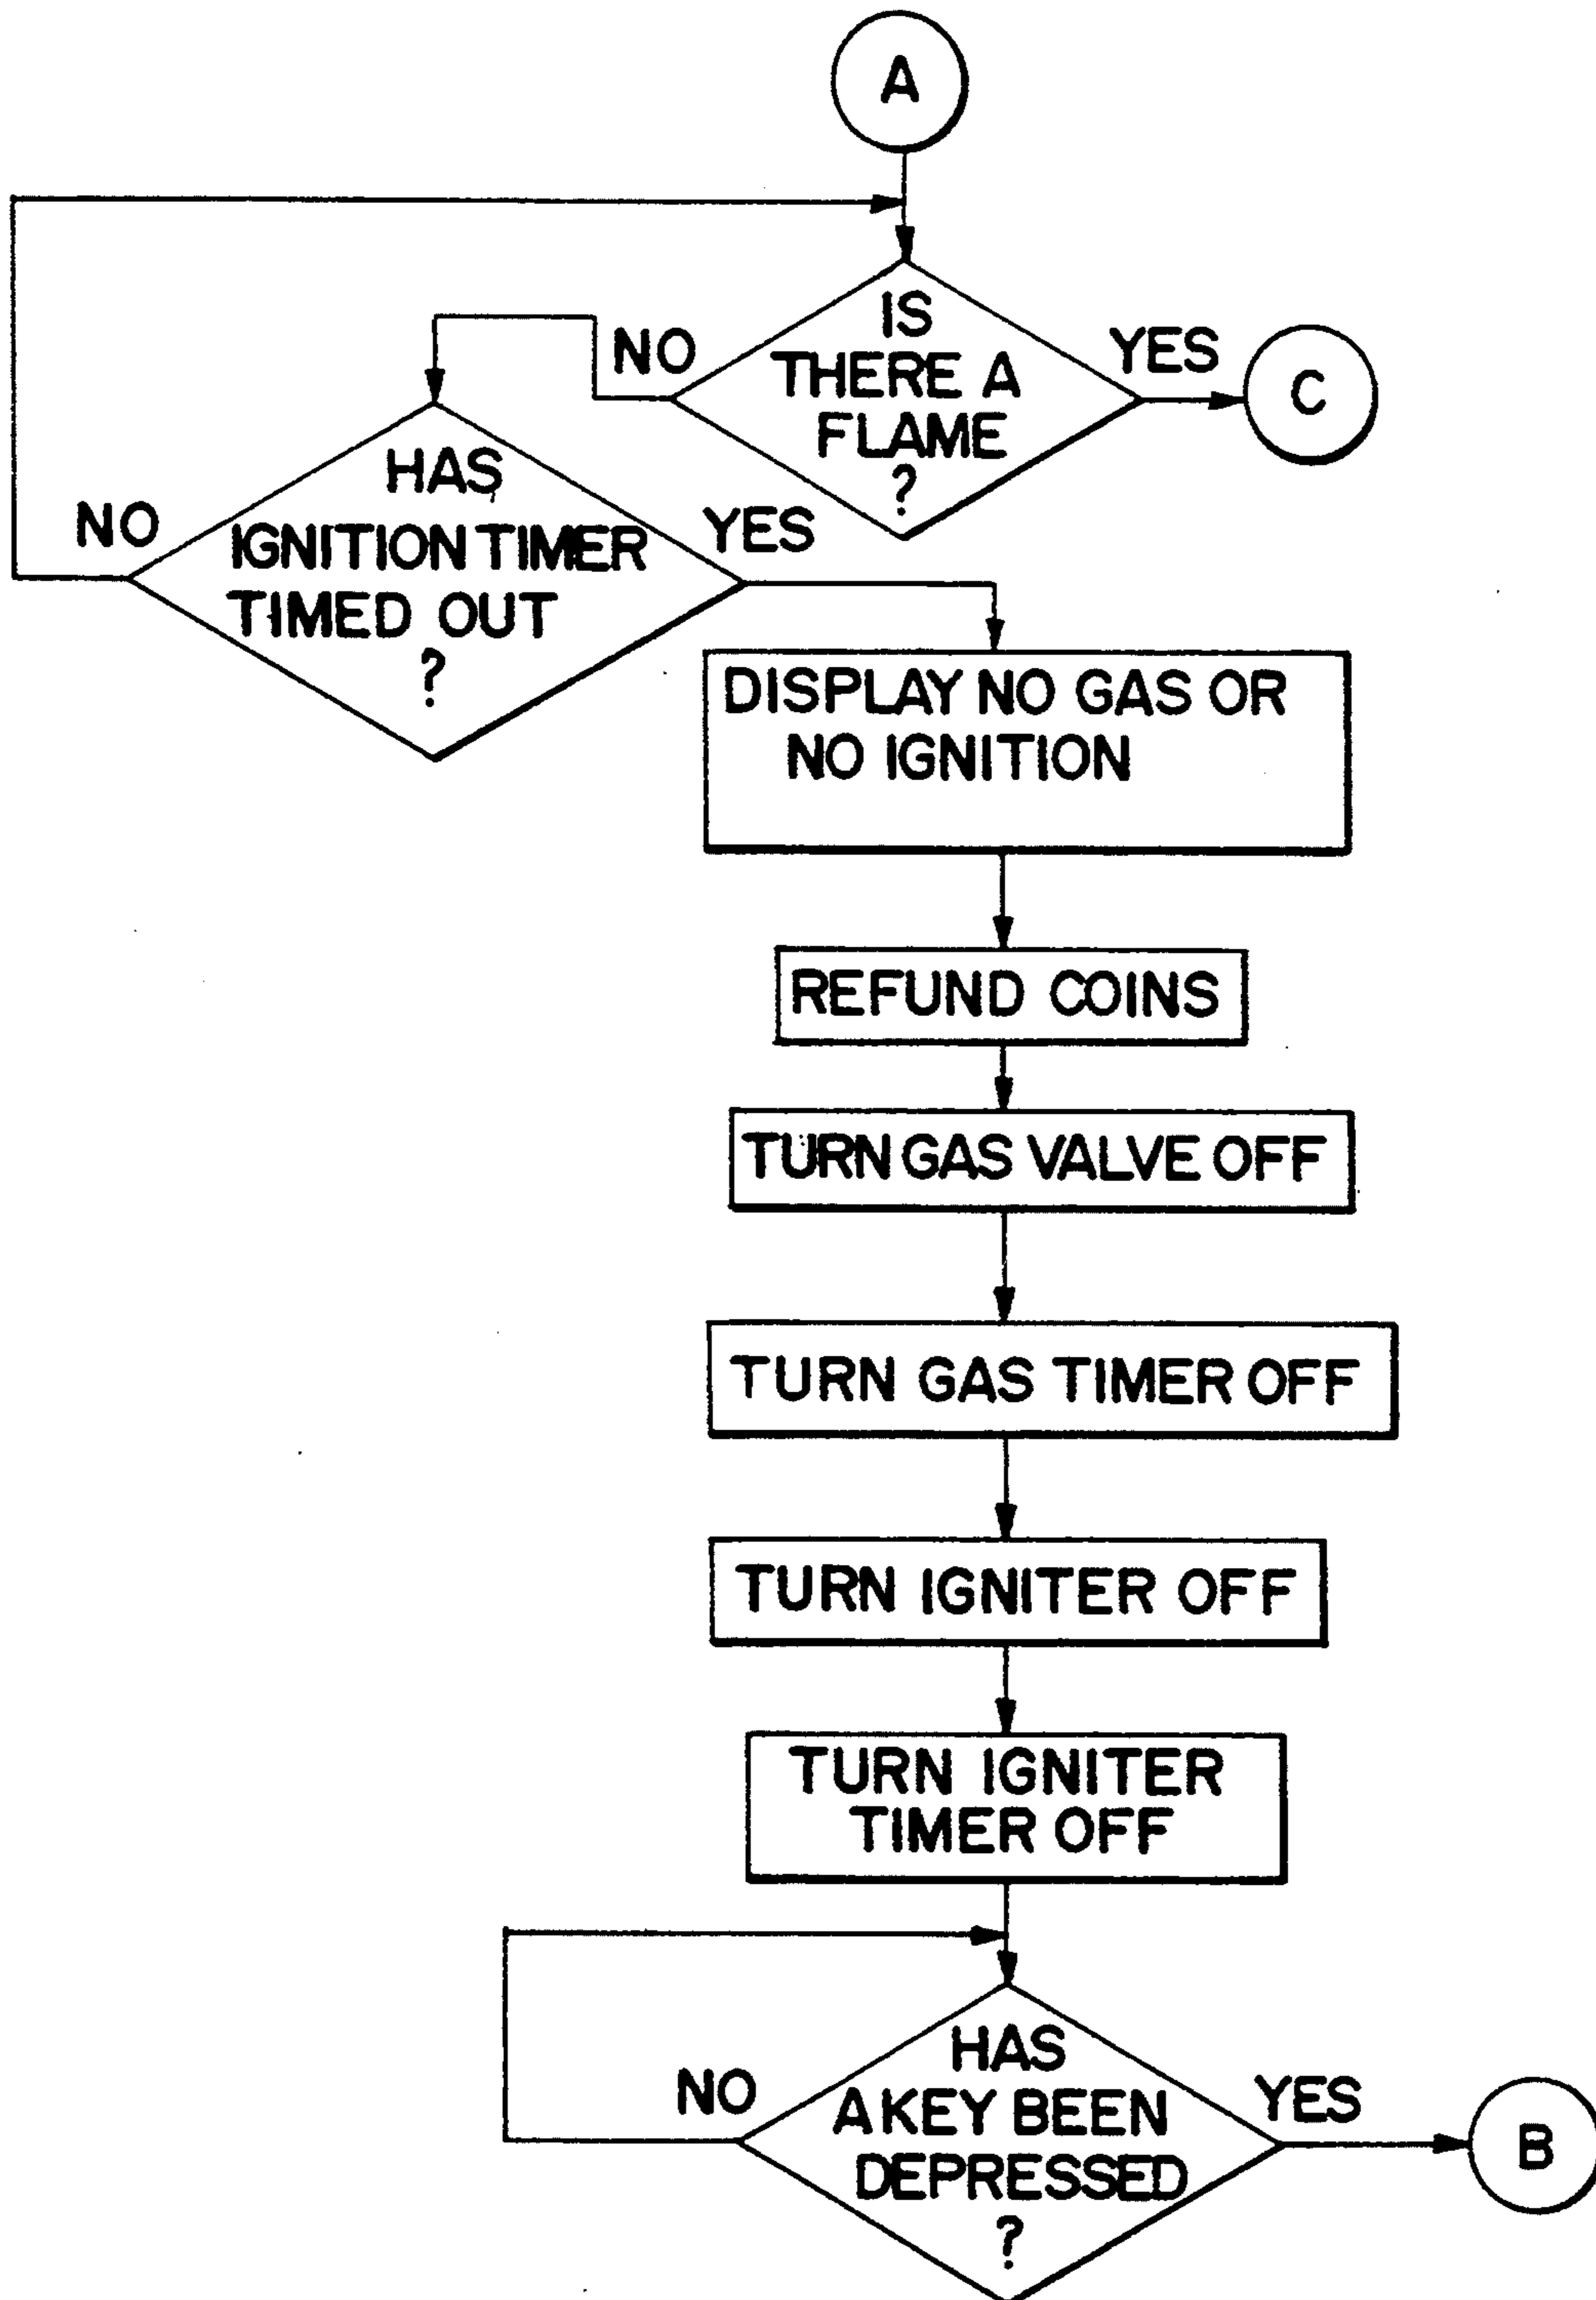 A
IS
THERE A
FLAME
?
NO
YES
C
HAS
IGNITION TIMER
TIMED OUT
?
NO
YES
DISPLAY NO GAS OR
NO IGNITION
REFUND COINS
TURN GAS VALVE OFF
TURN GAS TIMER OFF
TURN IGNITER OFF
TURN IGNITER
TIMER OFF
HAS
A KEY BEEN
DEPRESSED
?
NO
YES
B